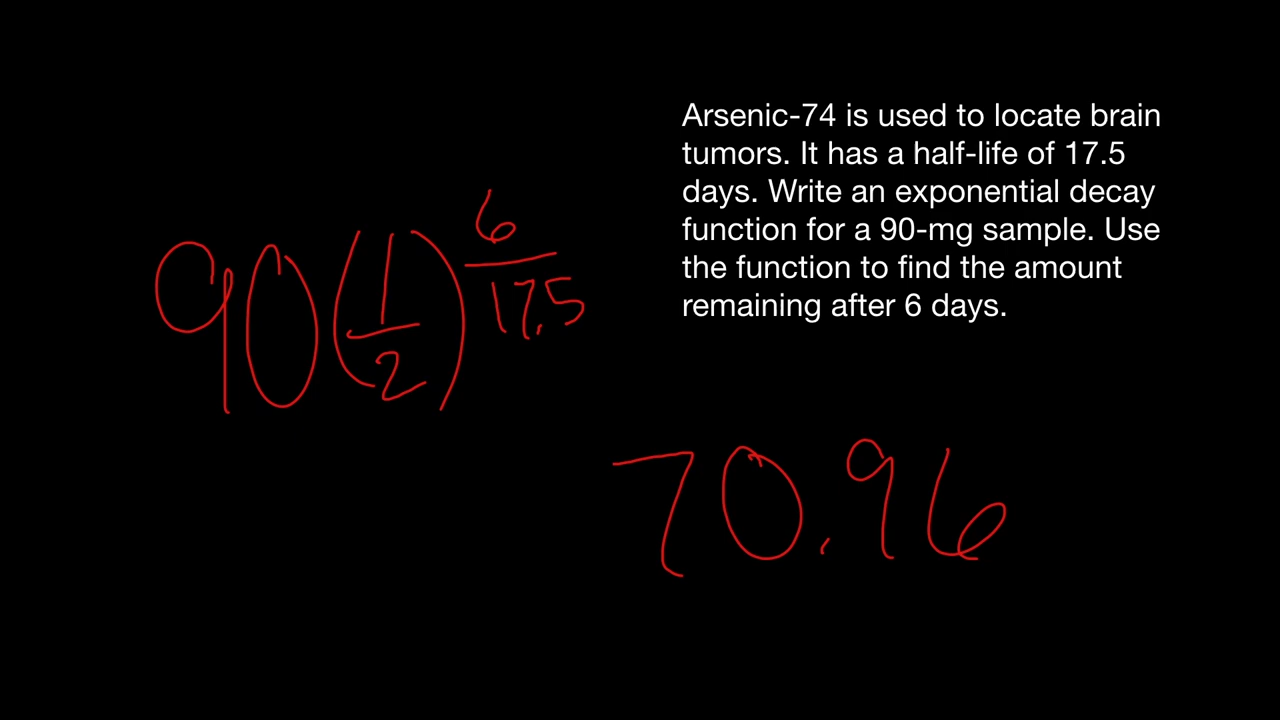 90(1/2)^(6/17.5)
Arsenic-74 is used to locate brain
tumors. It has a half-life of 17.5
days. Write an exponential decay
function for a 90-mg sample. Use
the function to find the amount
remaining after 6 days.
70.96